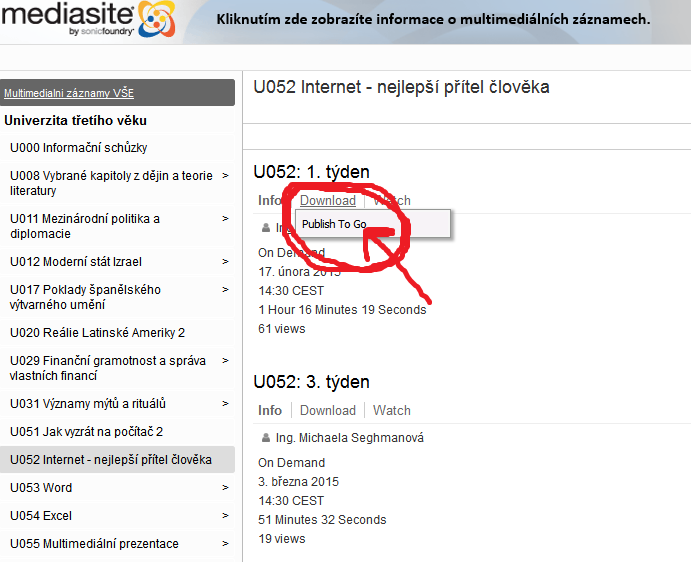 mediasite
by sonicfoundry
Kliknutím zde zobrazíte informace o multimediálních záznamech.
Multimedialni záznamy VŠE
Univerzita třetího věku
U000 Informační schůzky
U008 Vybrané kapitoly z dějin a teorie >
literatury
U011 Mezinárodní politika a >
diplomacie
U012 Moderní stát Izrael >
U017 Poklady španělského >
výtvarného umění
U020 Reálie Latinské Ameriky 2
U029 Finanční gramotnost a správa >
vlastních financí
U031 Významy mýtů a rituálů >
U051 Jak vyzrát na počítač 2
U052 Internet - nejlepší přítel člověka
U053 Word >
U054 Excel >
U055 Multimediální prezentace >
U052 Internet - nejlepší přítel člověka
U052: 1. týden
Info Download Watch
Publish To Go
On Demand
17. února 2015
14:30 CEST
1 Hour 16 Minutes 19 Seconds
61 views
U052: 3. týden
Info Download Watch
Ing. Michaela Seghmanová
On Demand
3. března 2015
14:30 CEST
51 Minutes 32 Seconds
19 views